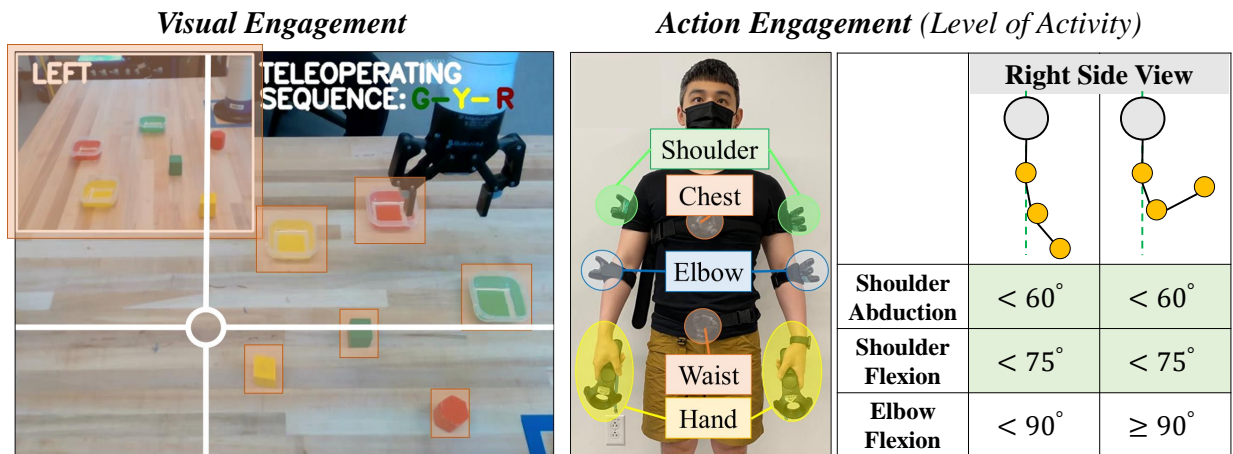 Visual Engagement
Action Engagement (Level of Activity)
LEFT
TELEOPERATING
SEQUENCE: G-Y-R
Shoulder
Chest
Elbow
Waist
Hand
Right Side View
Shoulder
Abduction
< 60°
< 60°
Shoulder
Flexion
< 75°
< 75°
Elbow
Flexion
< 90°
≥ 90°